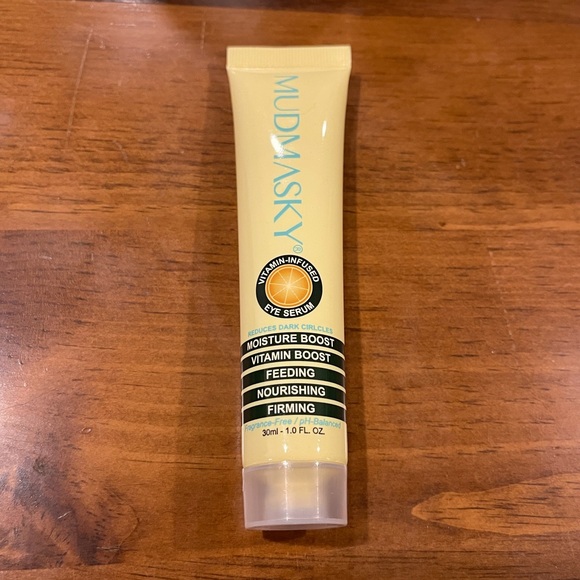 MUDMASKY®
VITAMIN-INFUSED
EYE SERUM
REDUCES DARK CIRLCLES
MOISTURE BOOST
VITAMIN BOOST
FEEDING
NOURISHING
FIRMING
Fragrance-Free / pH-Balanced
30ml - 1.0 FL. OZ.